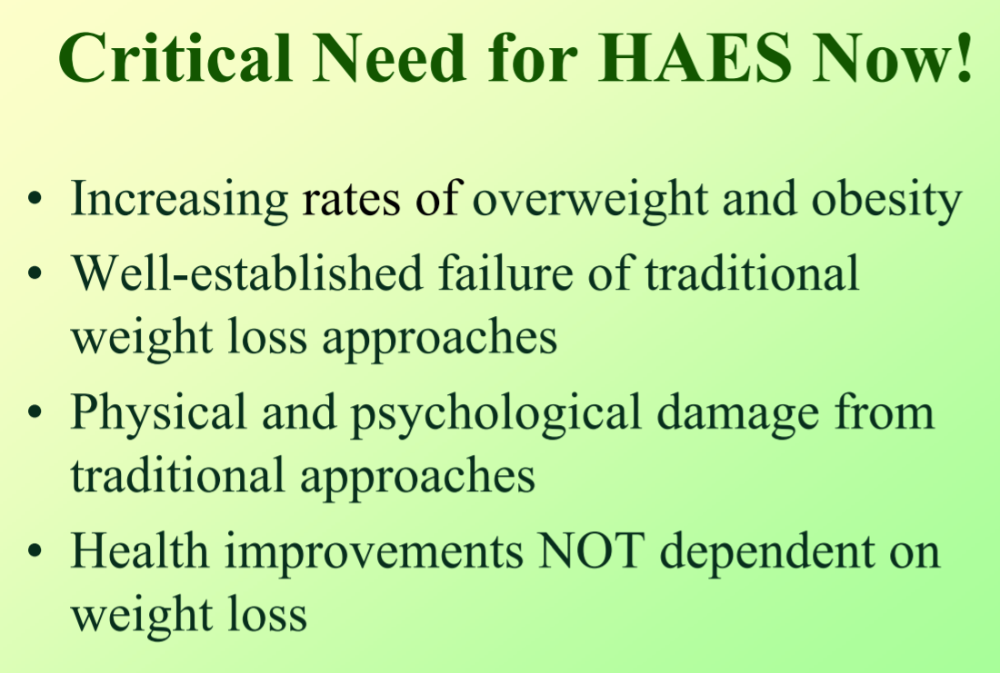 Critical Need for HAES Now!
• Increasing rates of overweight and obesity
• Well-established failure of traditional
weight loss approaches
• Physical and psychological damage from
traditional approaches
• Health improvements NOT dependent on
weight loss